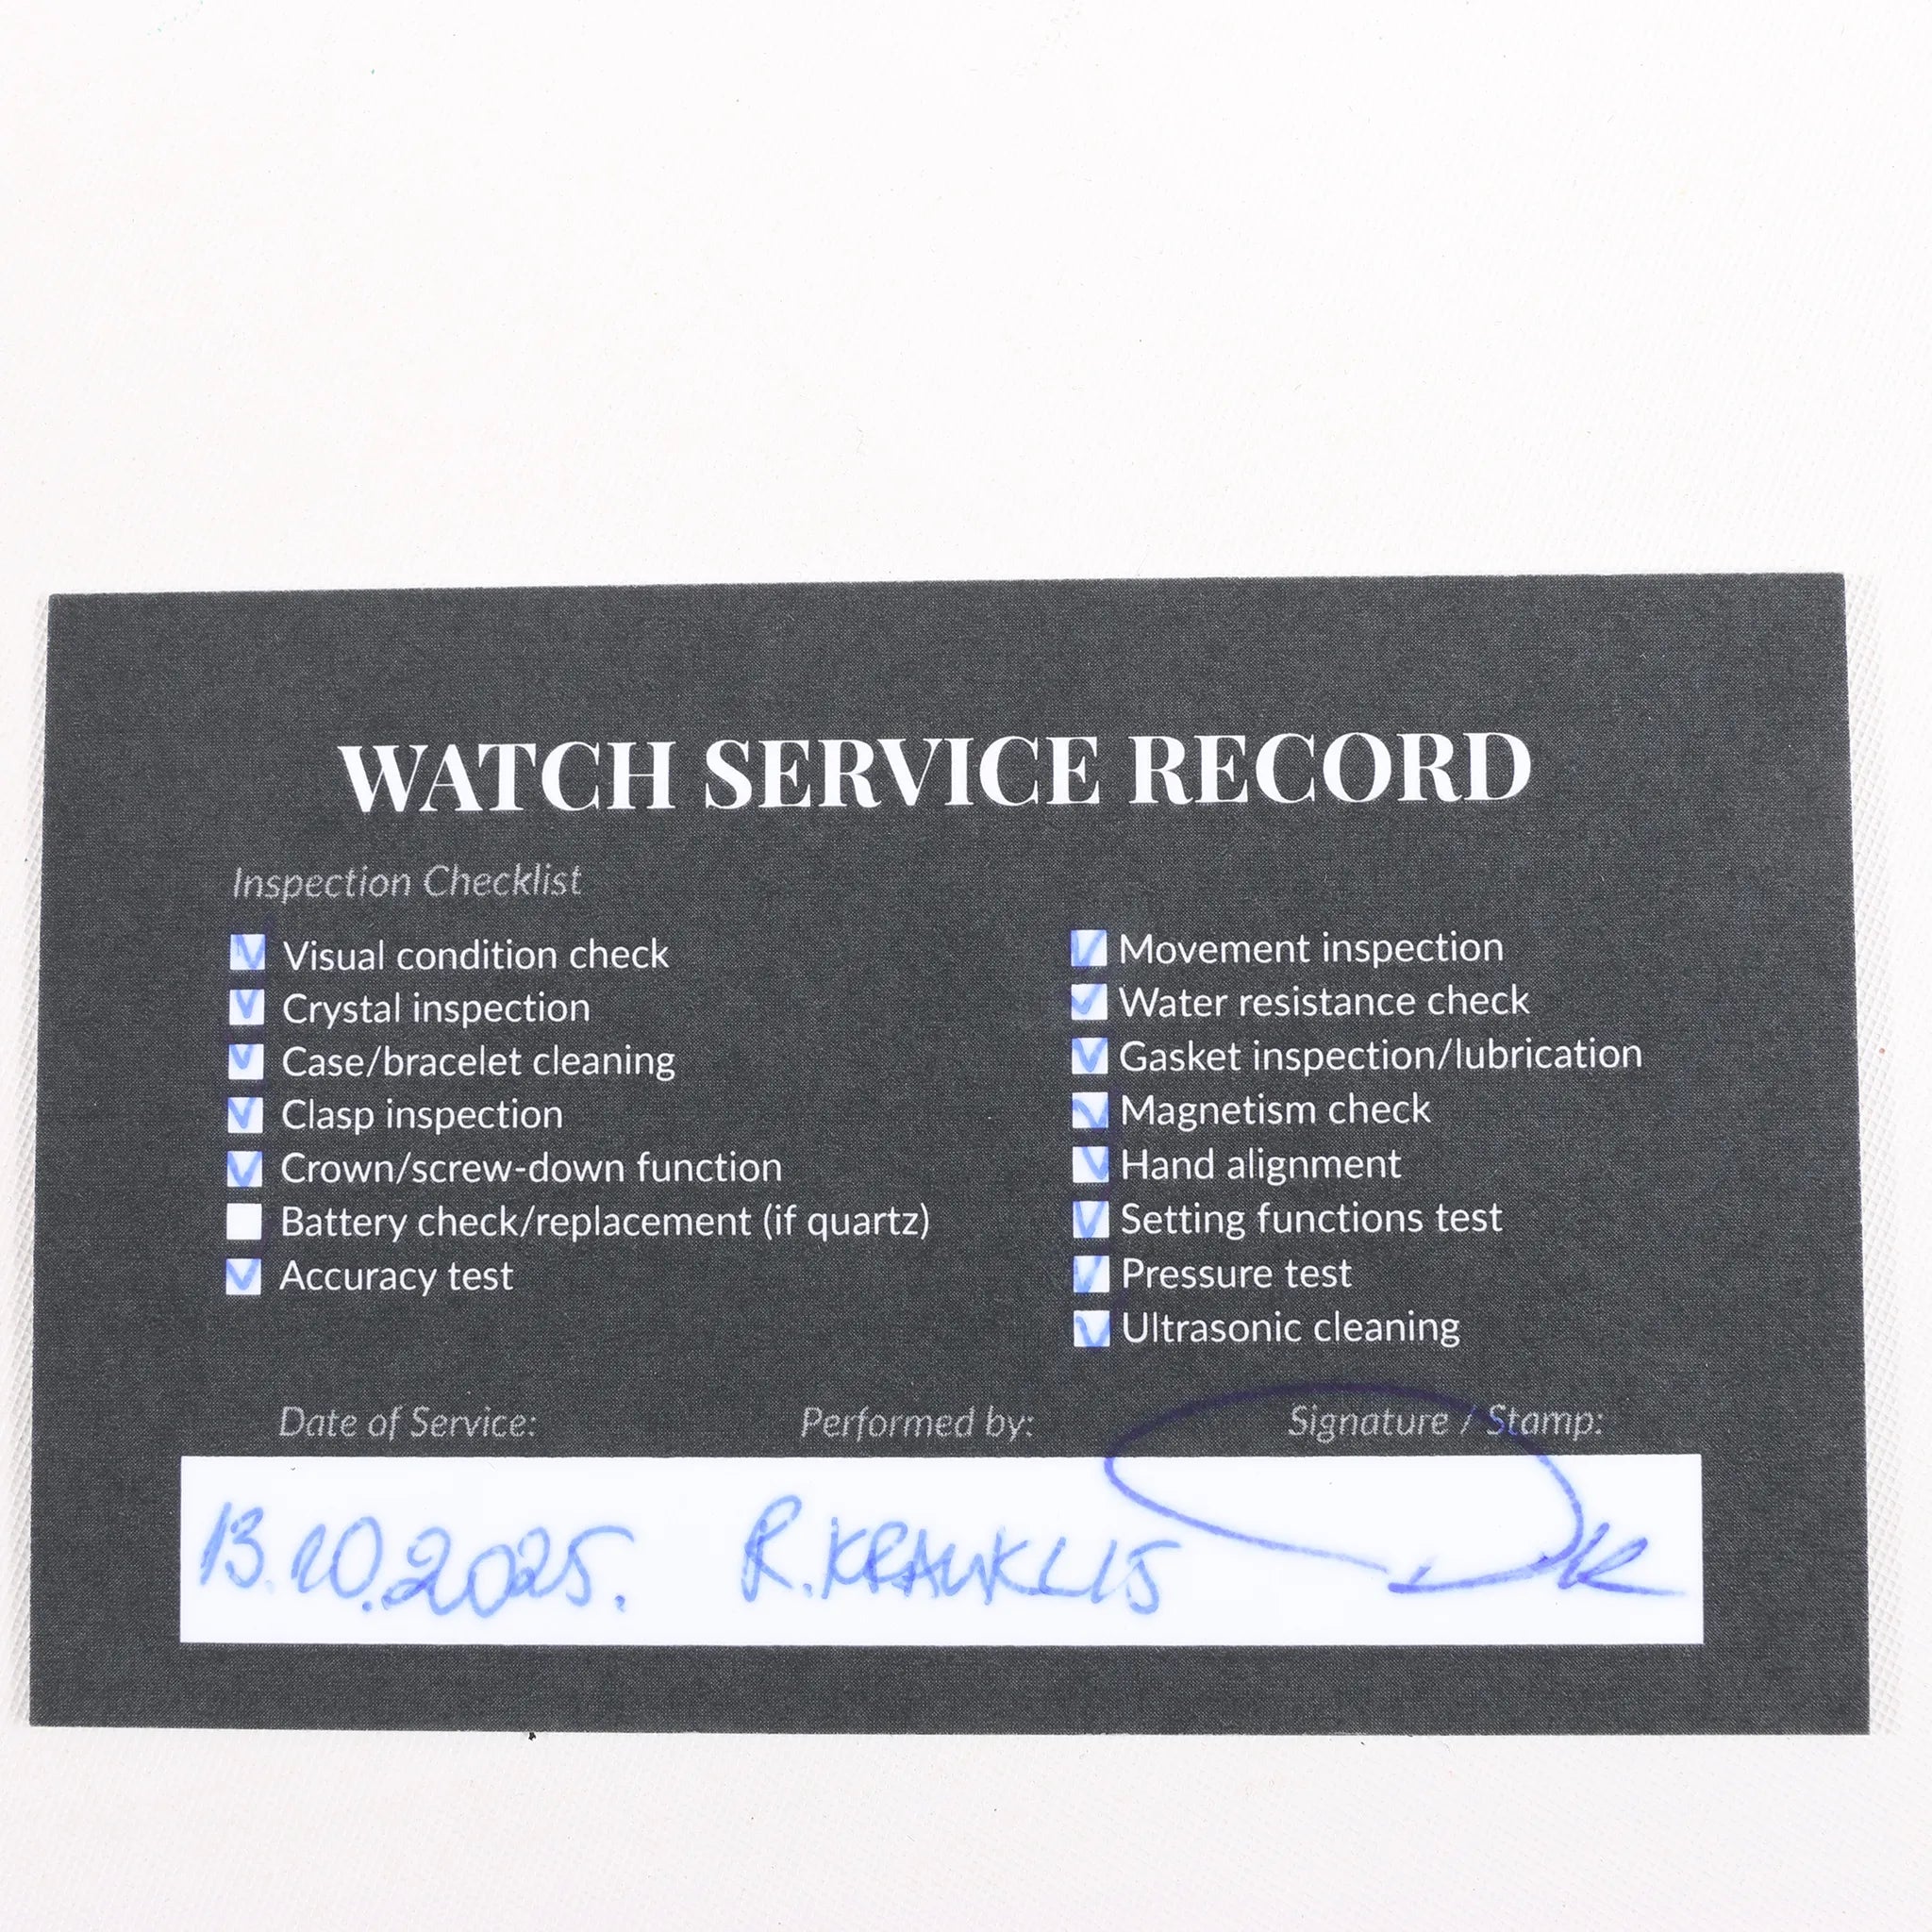 WATCH SERVICE RECORD
Inspection Checklist
Visual condition check
Crystal inspection
Case/bracelet cleaning
Clasp inspection
Crown/screw-down function
Battery check/replacement (if quartz)
Accuracy test
Movement inspection
Water resistance check
Gasket inspection/lubrication
Magnetism check
Hand alignment
Setting functions test
Pressure test
Ultrasonic cleaning
Date of Service: Performed by: Signature / Stamp:
13.10.2025. R.KRAUKLIS